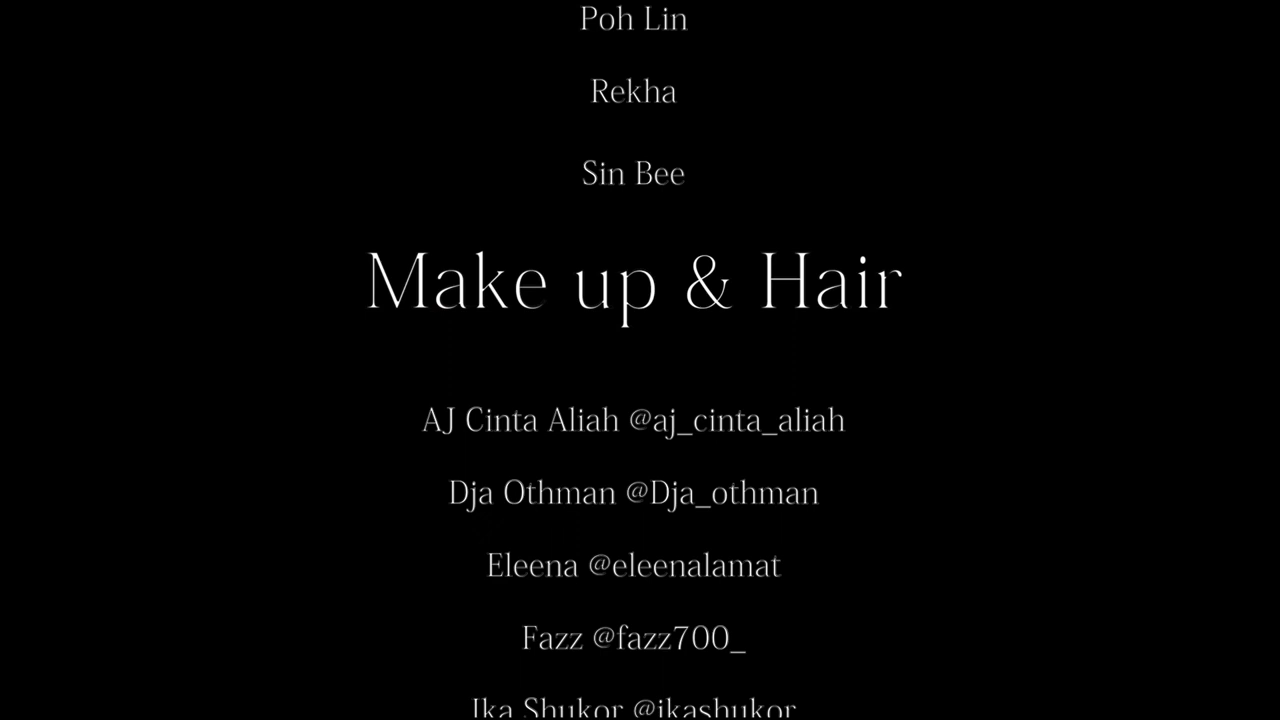 Poh Lin
Rekha
Sin Bee
Make up & Hair
AJ Cinta Aliah @aj_cinta_aliah
Dja Othman @Dja_othman
Eleena @eleenalamat
Fazz @fazz700_
Ika Shukor @ikashukor